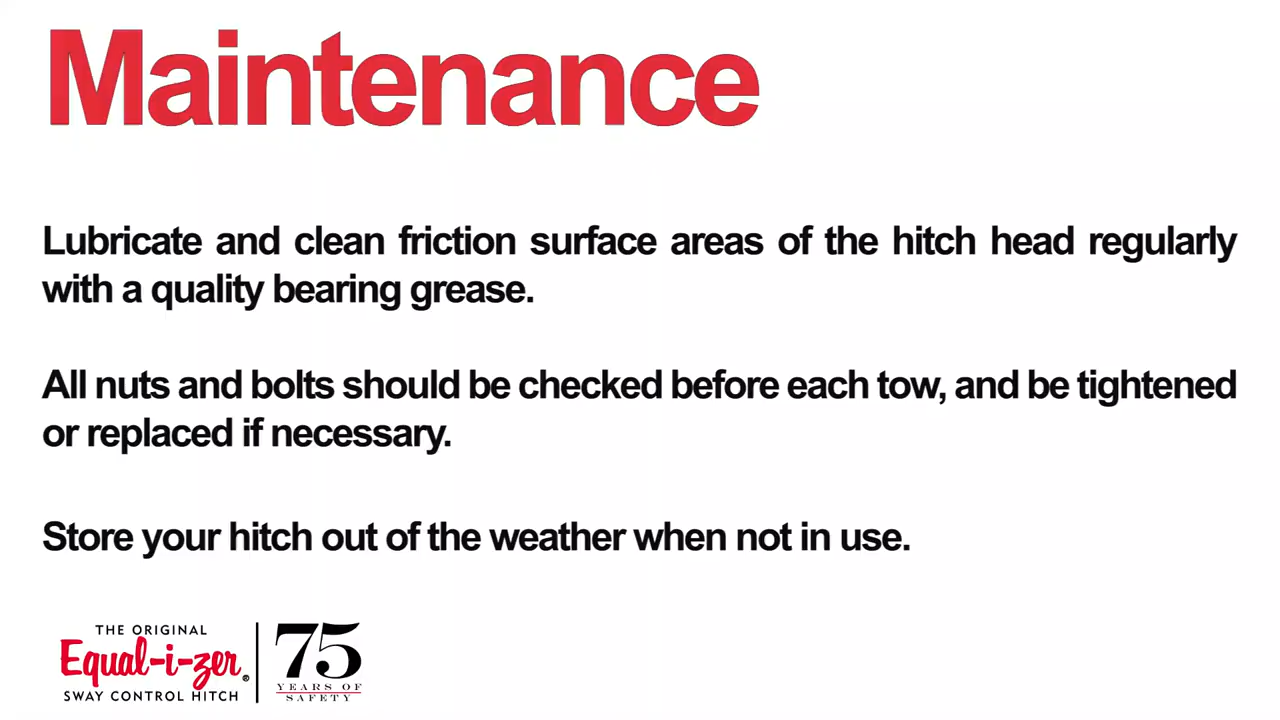 Maintenance
Lubricate and clean friction surface areas of the hitch head regularly
with a quality bearing grease.
All nuts and bolts should be checked before each tow, and be tightened
or replaced if necessary.
Store your hitch out of the weather when not in use.
THE ORIGINAL
Equal-i-zer®
SWAY CONTROL HITCH
75
YEARS OF
SAFETY